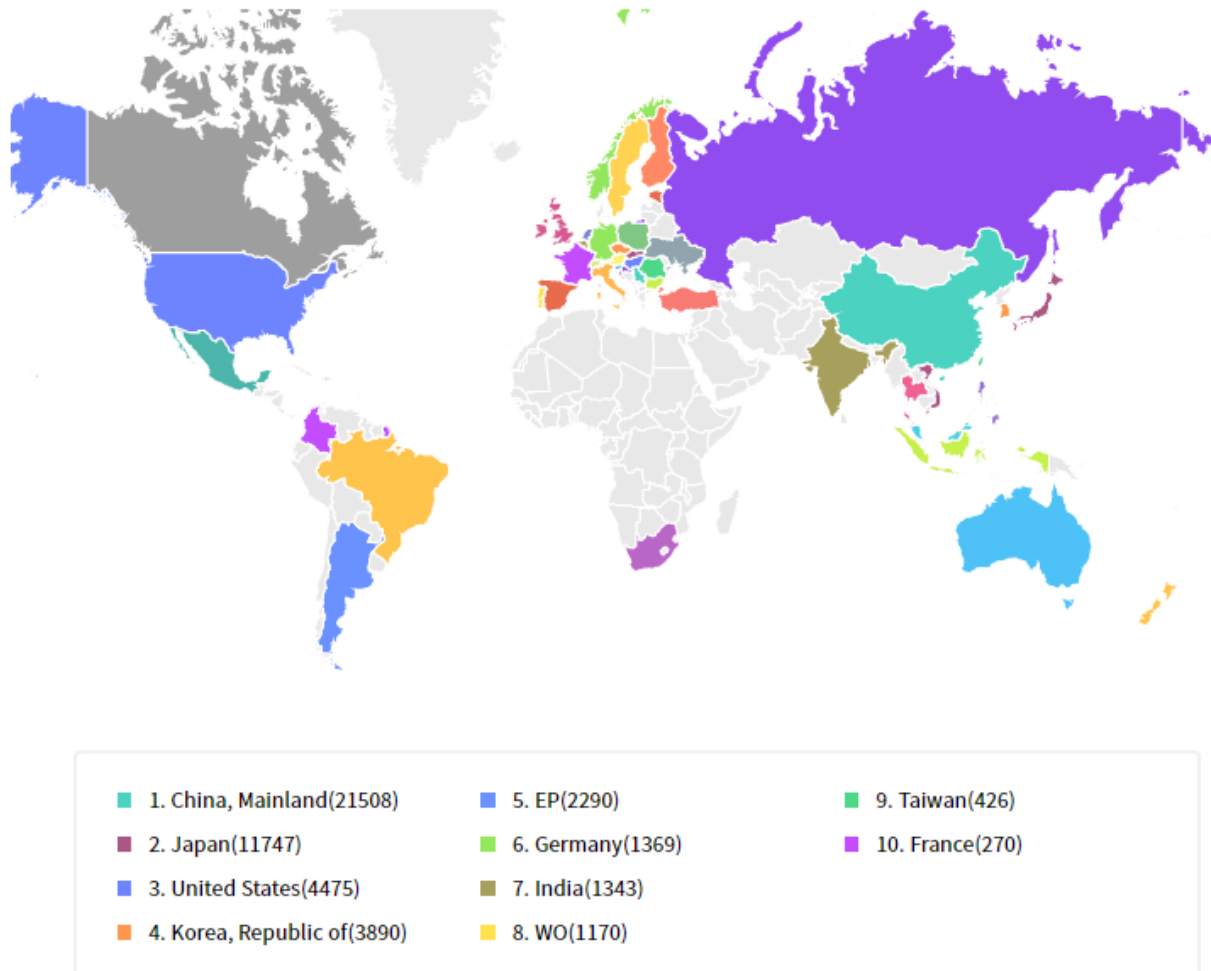 1. China, Mainland(21508)
2. Japan(11747)
3. United States(4475)
4. Korea, Republic of(3890)
5. EP(2290)
6. Germany(1369)
7. India(1343)
8. WO(1170)
9. Taiwan(426)
10. France(270)